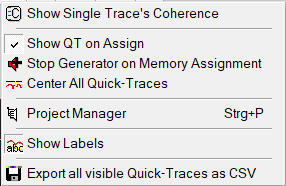 Show Single Trace's Coherence
Show QT on Assign
Stop Generator on Memory Assignment
Center All Quick-Traces
Project Manager Strg+P
abc Show Labels
Export all visible Quick-Traces as CSV